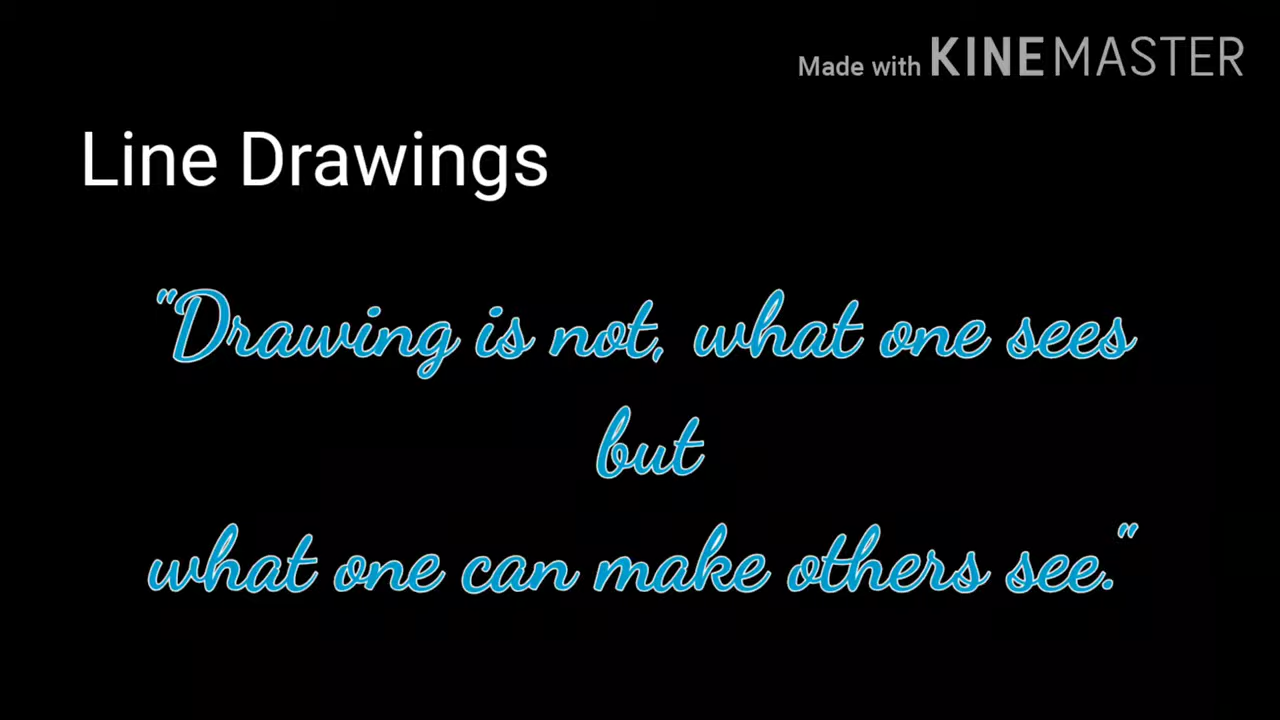 Made with KINEMASTER
Line Drawings
"Drawing is not, what one sees
but
what one can make others see."